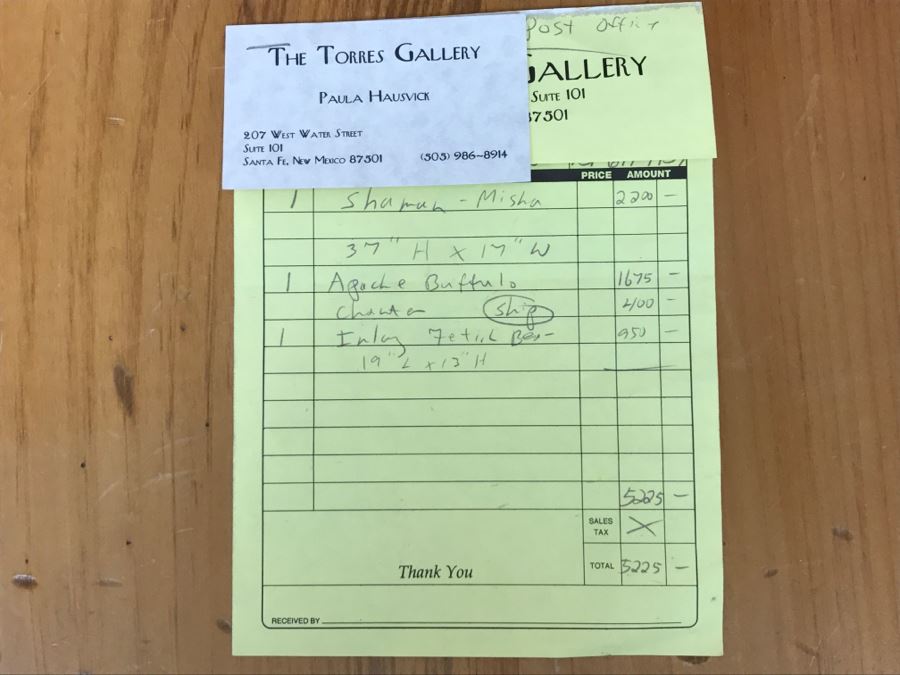 THE TORRES GALLERY
PAULA HAUSVICK
207 WEST WATER STREET
SUITE 101
SANTA FE, NEW MEXICO 87501 (505) 986-8914
Post Office
GALLERY
SUITE 101
87501
PRICE AMOUNT
1 Shaman - Misha 2200 -
37" H x 17" W
1 Apache Buffalo 1675 -
Chanter Ship 400 -
1 Inlay Fetish Bear 950 -
19" L x 13" H
5225 -
SALES TAX X
Thank You TOTAL 5225 -
RECEIVED BY